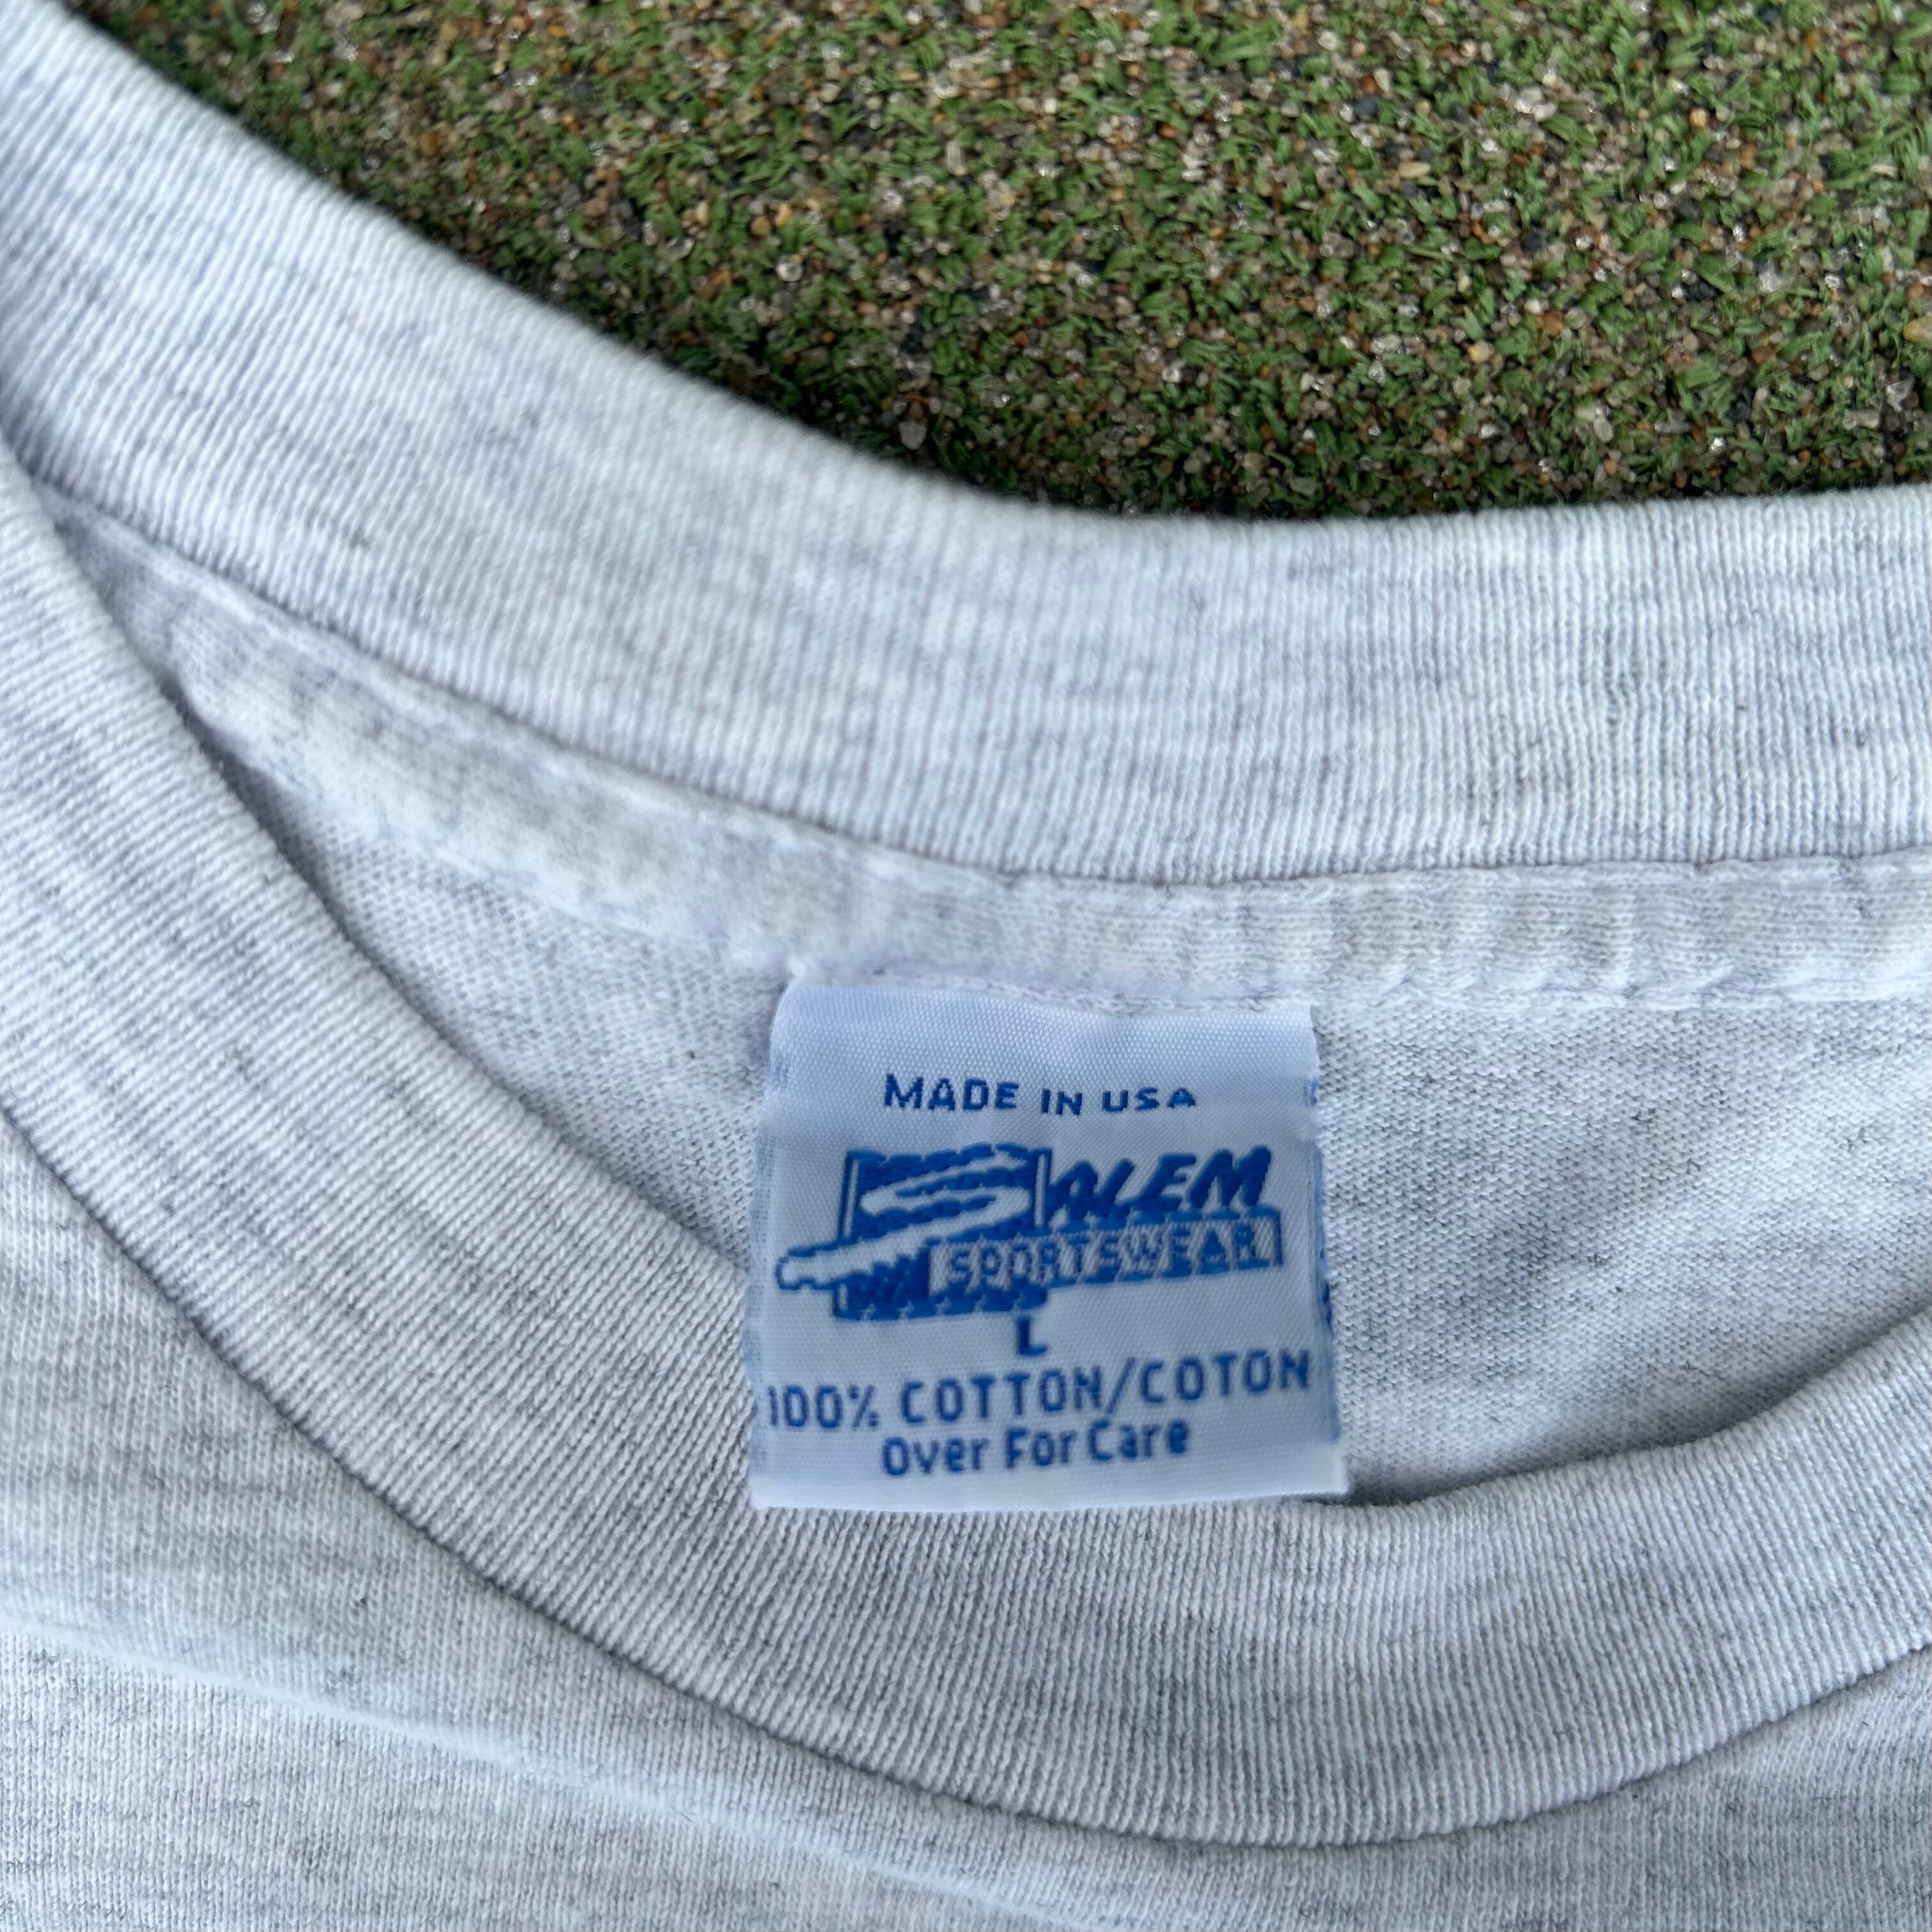 MADE IN USA
SALEM
SPORTSWEAR
L
100% COTTON/COTON
Over For Care